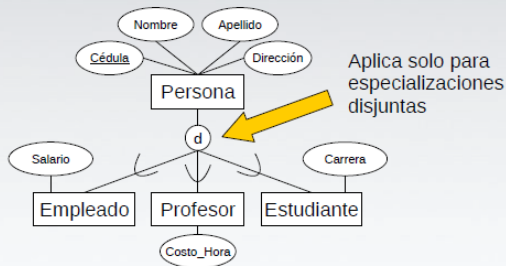 Nombre
Apellido
Cédula
Dirección
Persona
Aplica solo para
especializaciones
disjuntas
d
Salario
Carrera
Empleado
Profesor
Estudiante
Costo_Hora